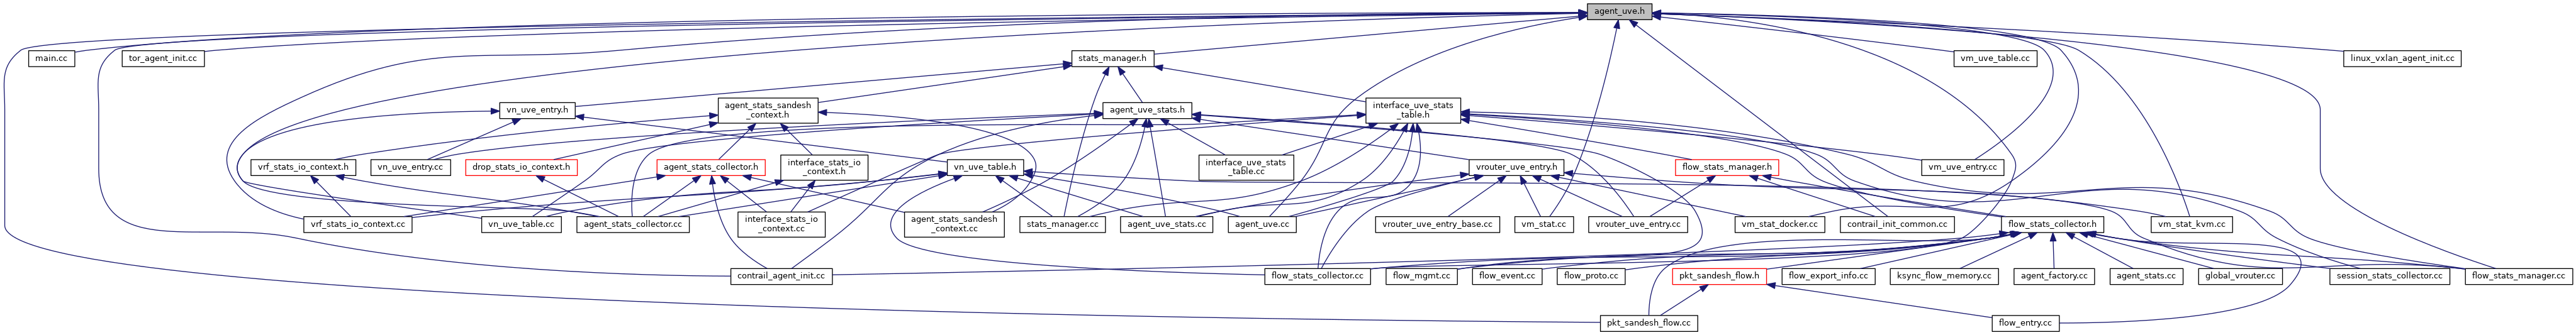 agent_uve.h
main.cc
tor_agent_init.cc
stats_manager.h
vm_uve_table.cc
linux_vxlan_agent_init.cc
vn_uve_entry.h
agent_stats_sandesh
_context.h
agent_uve_stats.h
interface_uve_stats
_table.h
vrf_stats_io_context.h
vn_uve_entry.cc
drop_stats_io_context.h
agent_stats_collector.h
interface_stats_io
_context.h
vn_uve_table.h
interface_uve_stats
_table.cc
vrouter_uve_entry.h
flow_stats_manager.h
vm_uve_entry.cc
vrf_stats_io_context.cc
vn_uve_table.cc
agent_stats_collector.cc
interface_stats_io
_context.cc
agent_stats_sandesh
_context.cc
stats_manager.cc
agent_uve_stats.cc
agent_uve.cc
vrouter_uve_entry_base.cc
vm_stat.cc
vrouter_uve_entry.cc
vm_stat_docker.cc
contrail_init_common.cc
flow_stats_collector.h
vm_stat_kvm.cc
contrail_agent_init.cc
flow_stats_collector.cc
flow_mgmt.cc
flow_event.cc
flow_proto.cc
pkt_sandesh_flow.h
flow_export_info.cc
ksync_flow_memory.cc
agent_factory.cc
agent_stats.cc
global_vrouter.cc
session_stats_collector.cc
flow_stats_manager.cc
pkt_sandesh_flow.cc
flow_entry.cc